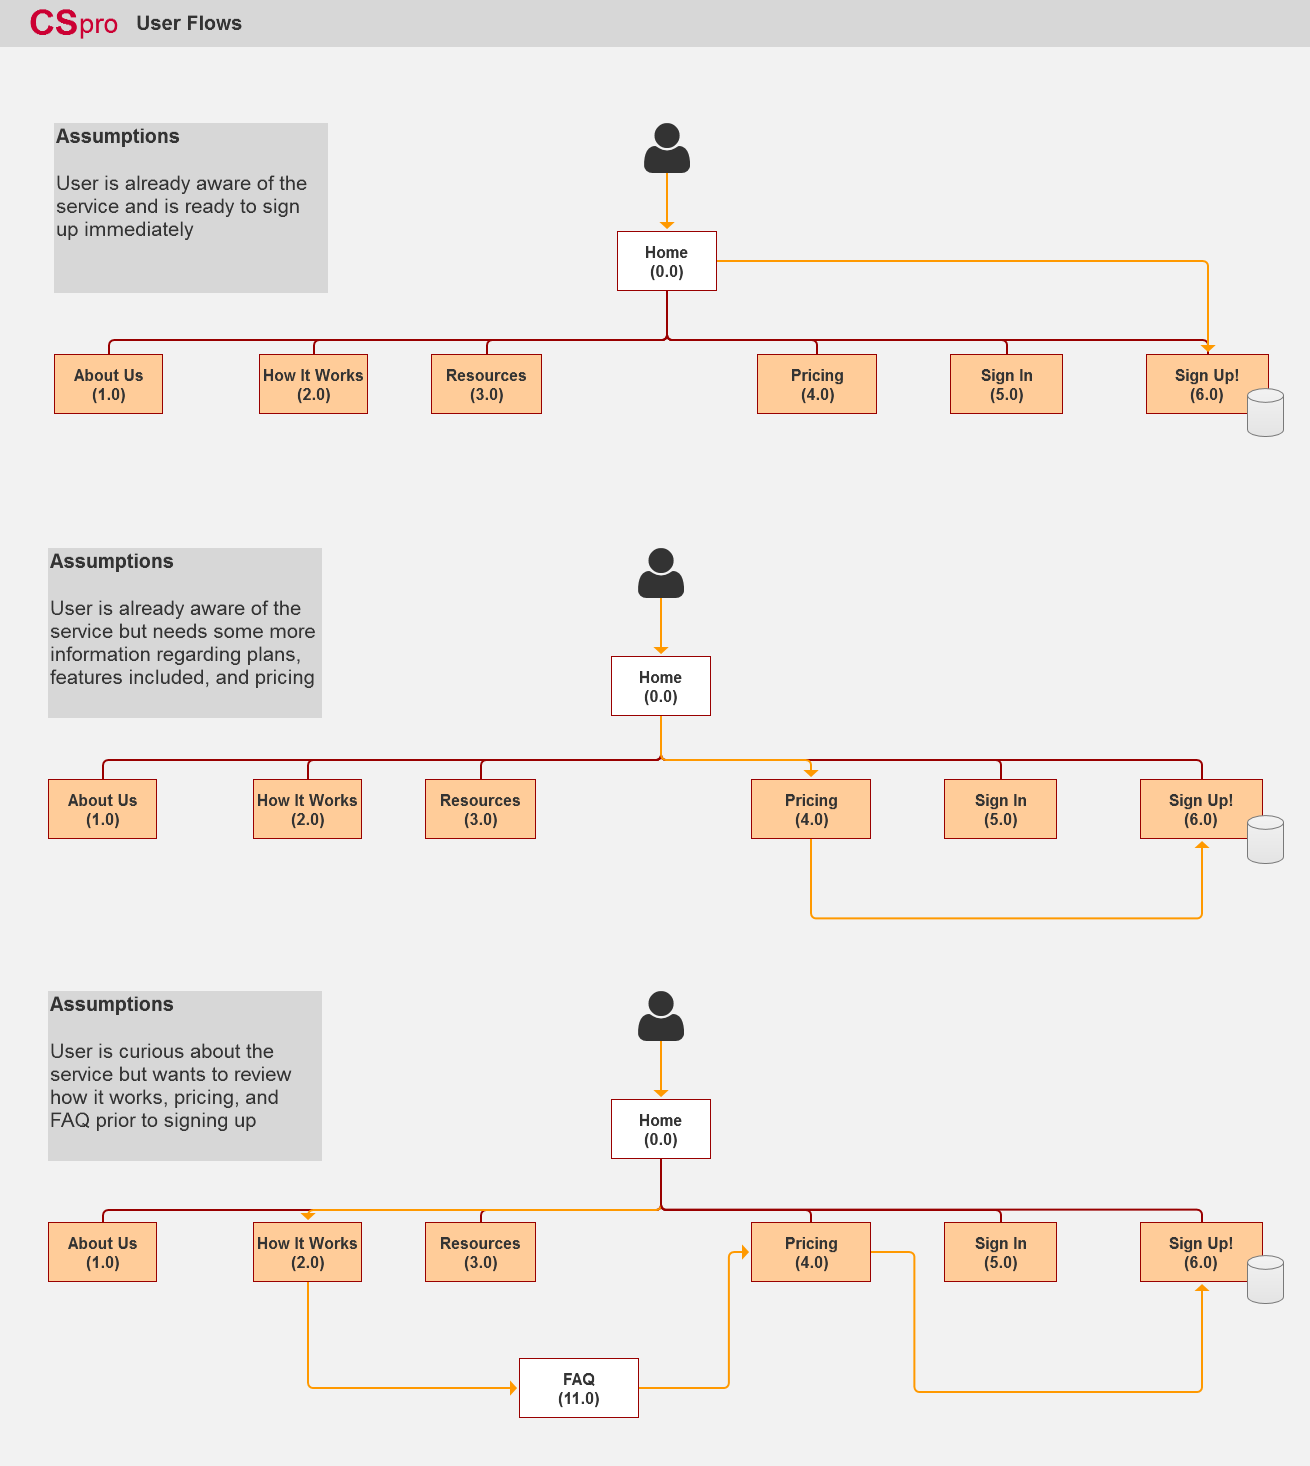 CSpro User Flows
Assumptions
User is already aware of the
service and is ready to sign
up immediately
Home
(0.0)
About Us
(1.0)
How It Works
(2.0)
Resources
(3.0)
Pricing
(4.0)
Sign In
(5.0)
Sign Up!
(6.0)
Assumptions
User is already aware of the
service but needs some more
information regarding plans,
features included, and pricing
Home
(0.0)
About Us
(1.0)
How It Works
(2.0)
Resources
(3.0)
Pricing
(4.0)
Sign In
(5.0)
Sign Up!
(6.0)
Assumptions
User is curious about the
service but wants to review
how it works, pricing, and
FAQ prior to signing up
Home
(0.0)
About Us
(1.0)
How It Works
(2.0)
Resources
(3.0)
Pricing
(4.0)
Sign In
(5.0)
Sign Up!
(6.0)
FAQ
(11.0)